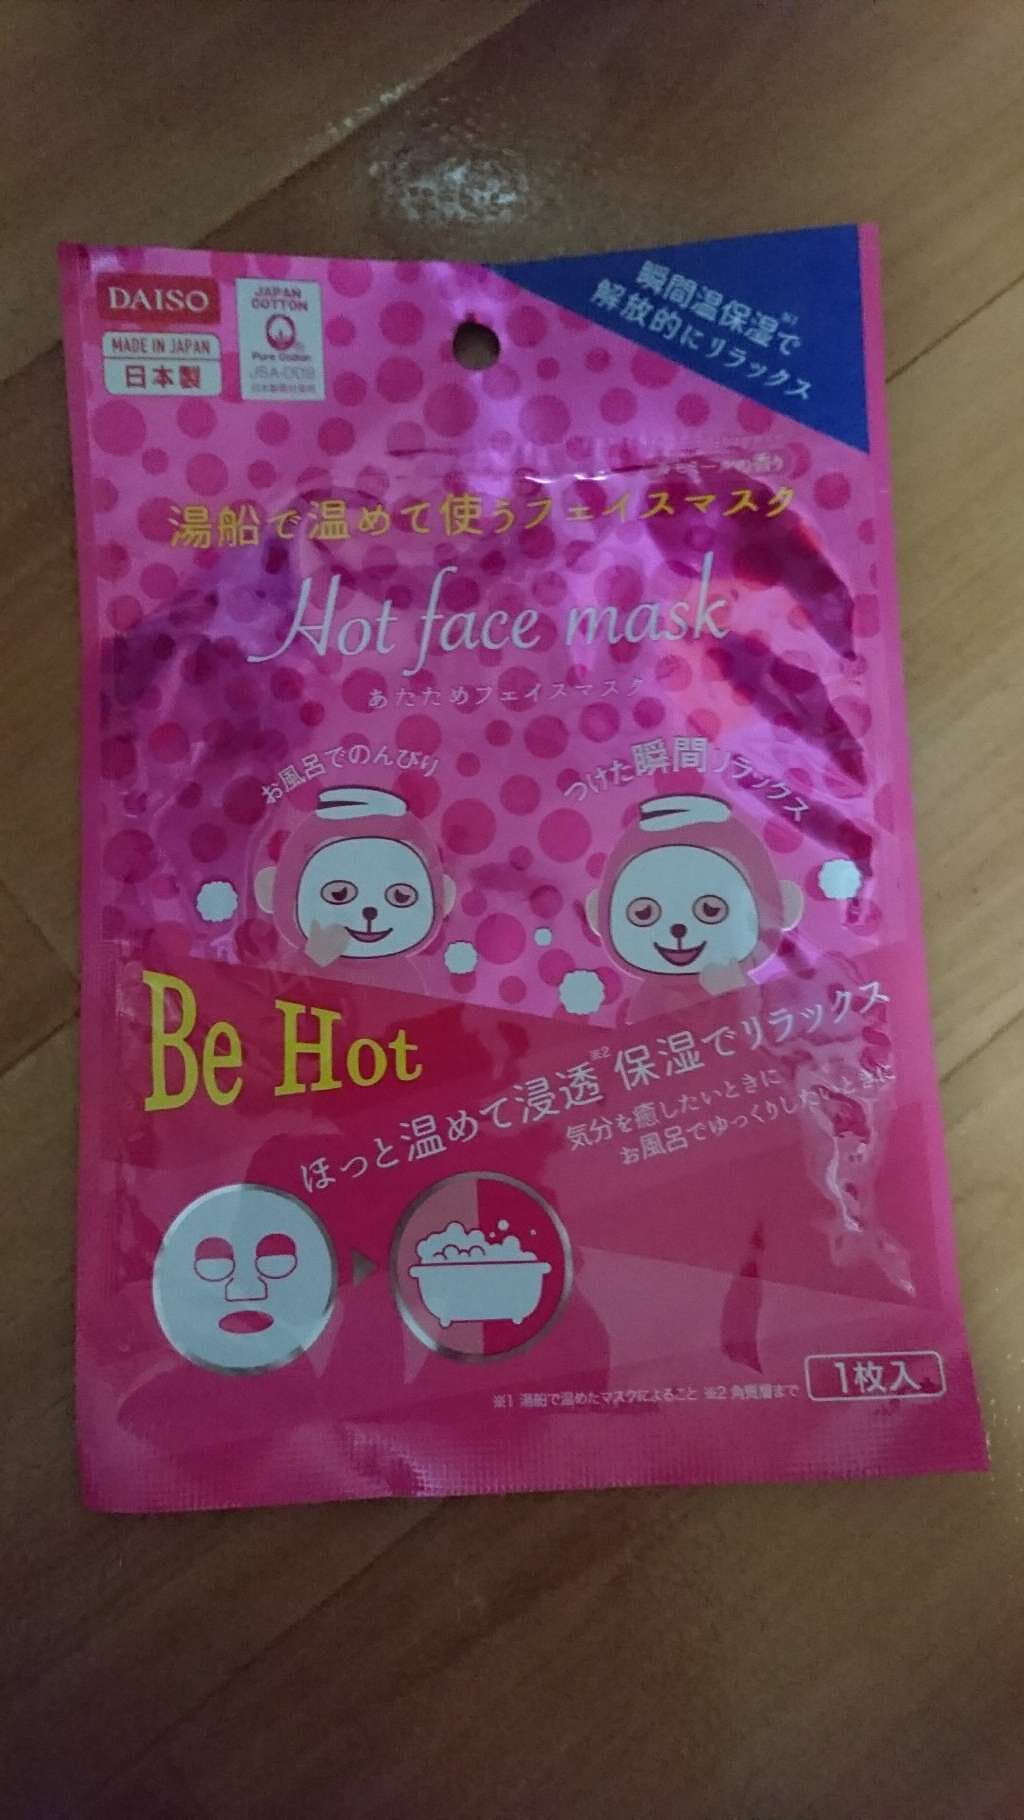 DAISO
MADE IN JAPAN
日本製
JAPAN
COTTON
Pure Cotton
JSA-009
瞬間温保湿で
解放的にリラックス
の香り
湯船で温めて使うフェイスマスク
Hot face mask
あたためフェイスマスク
お風呂でのんびり
つけた瞬間リラックス
Be Hot
ほっと温めて浸透※2保湿でリラックス
気分を癒したいときに
お風呂でゆっくりしたいときに
※1 湯船で温めたマスクによること ※2 角質層まで
1枚入